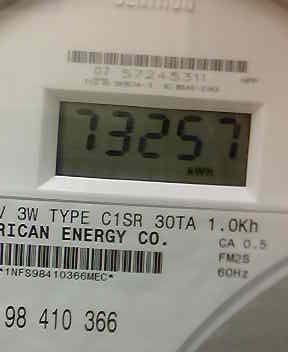 07 57245311
73257
kWh
V 3W TYPE C1SR 30TA 1.0Kh
RICAN ENERGY CO.
CA 0.5
FM2S
60Hz
*1NFS98410366MEC*
98 410 366